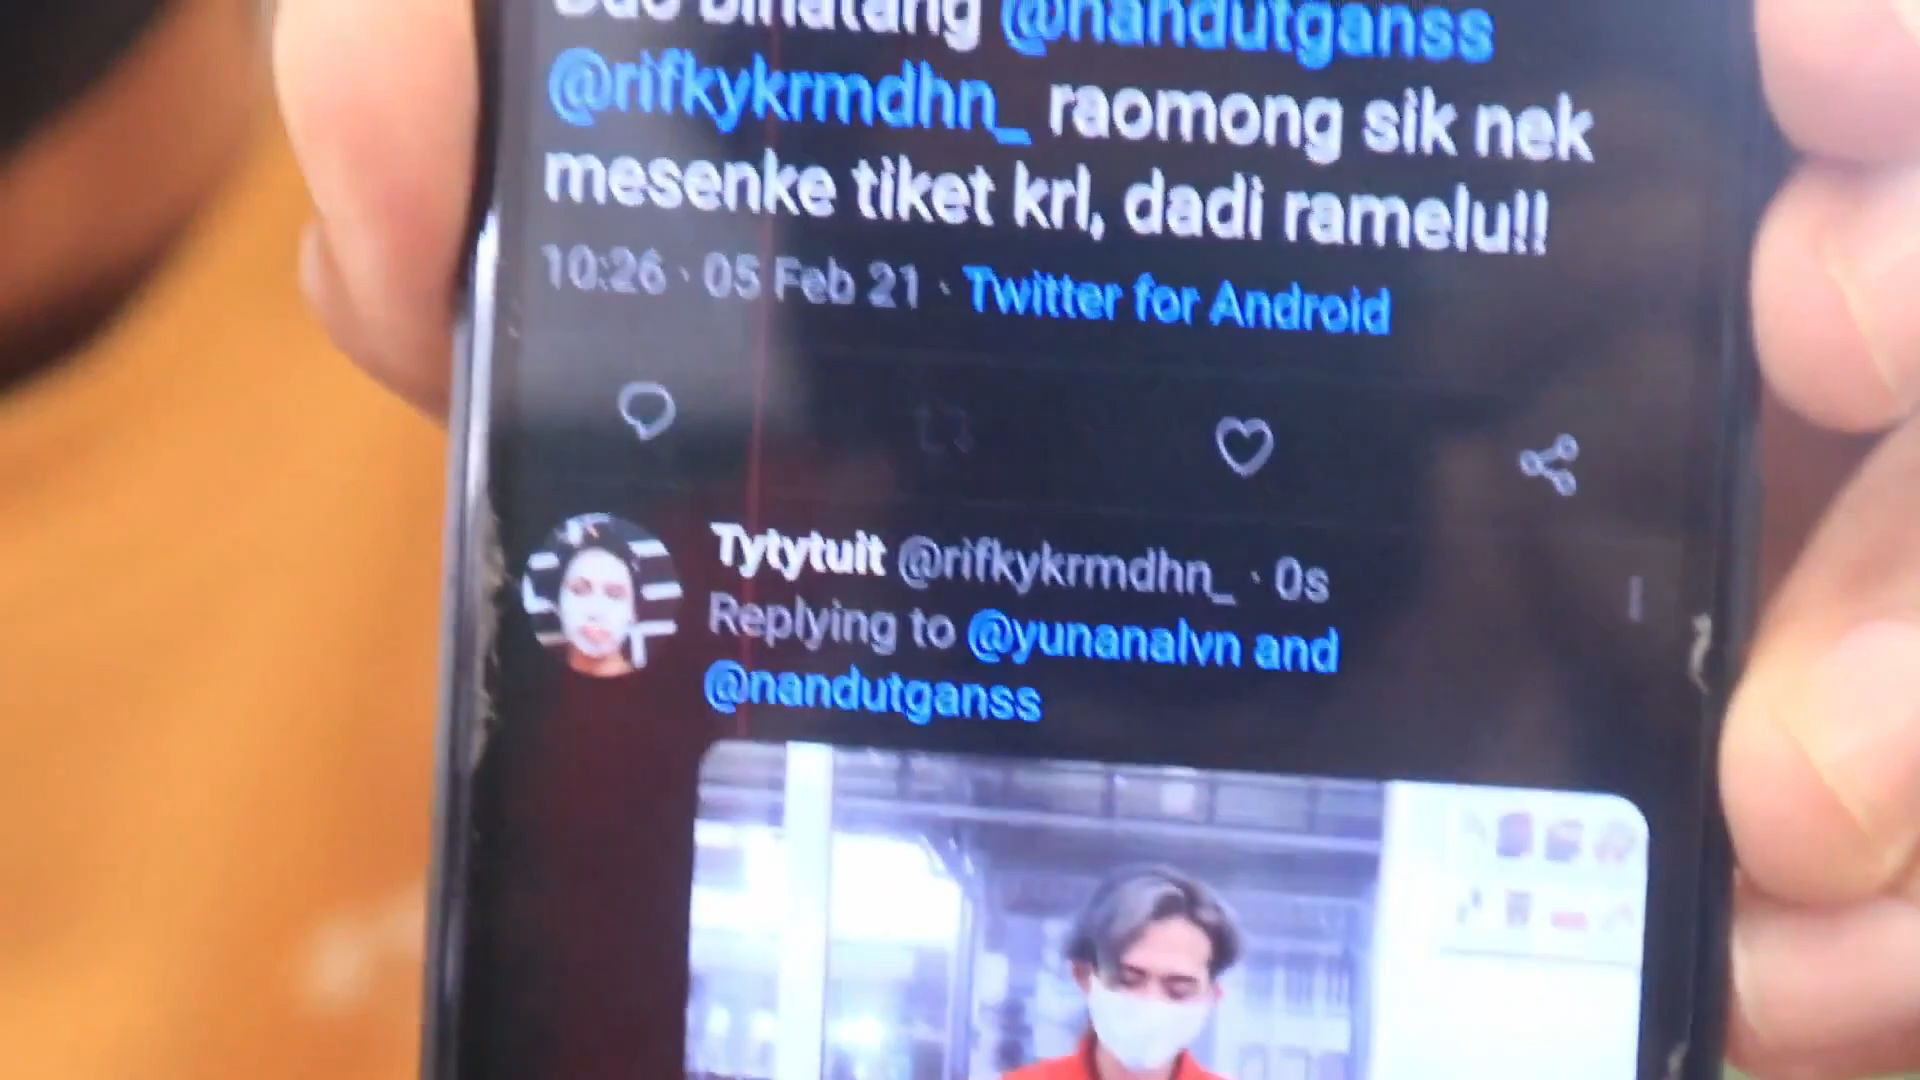 binatang @nandutganss
@rifkykrmdhn_ raomong sik nek
mesenke tiket krl, dadi ramelu!!
10:26 · 05 Feb 21 · Twitter for Android
Tytytuit @rifkykrmdhn_ · 0s
Replying to @yunanalvn and
@nandutganss